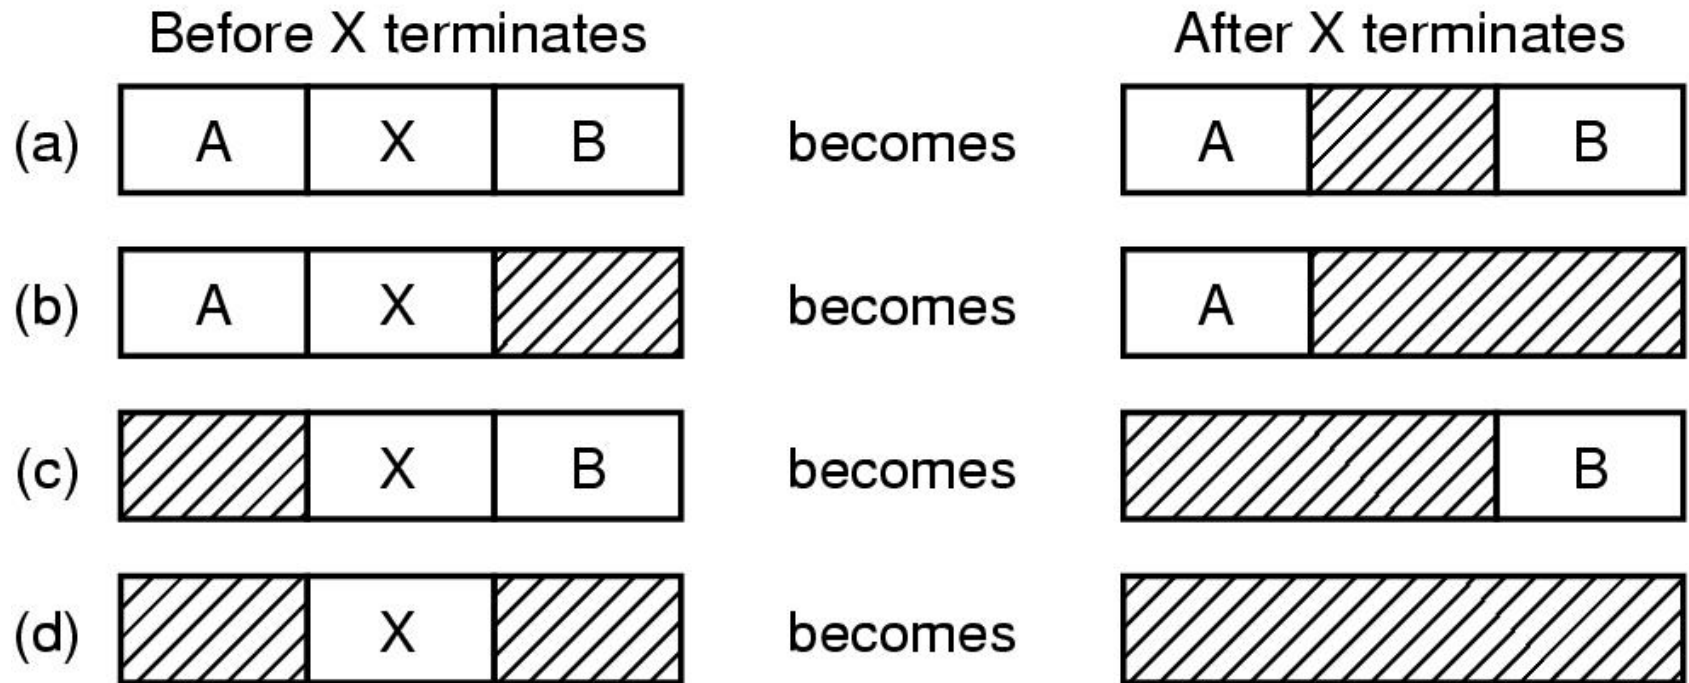 Before X terminates After X terminates
(a) A X B becomes A B
(b) A X becomes A
(c) X B becomes B
(d) X becomes